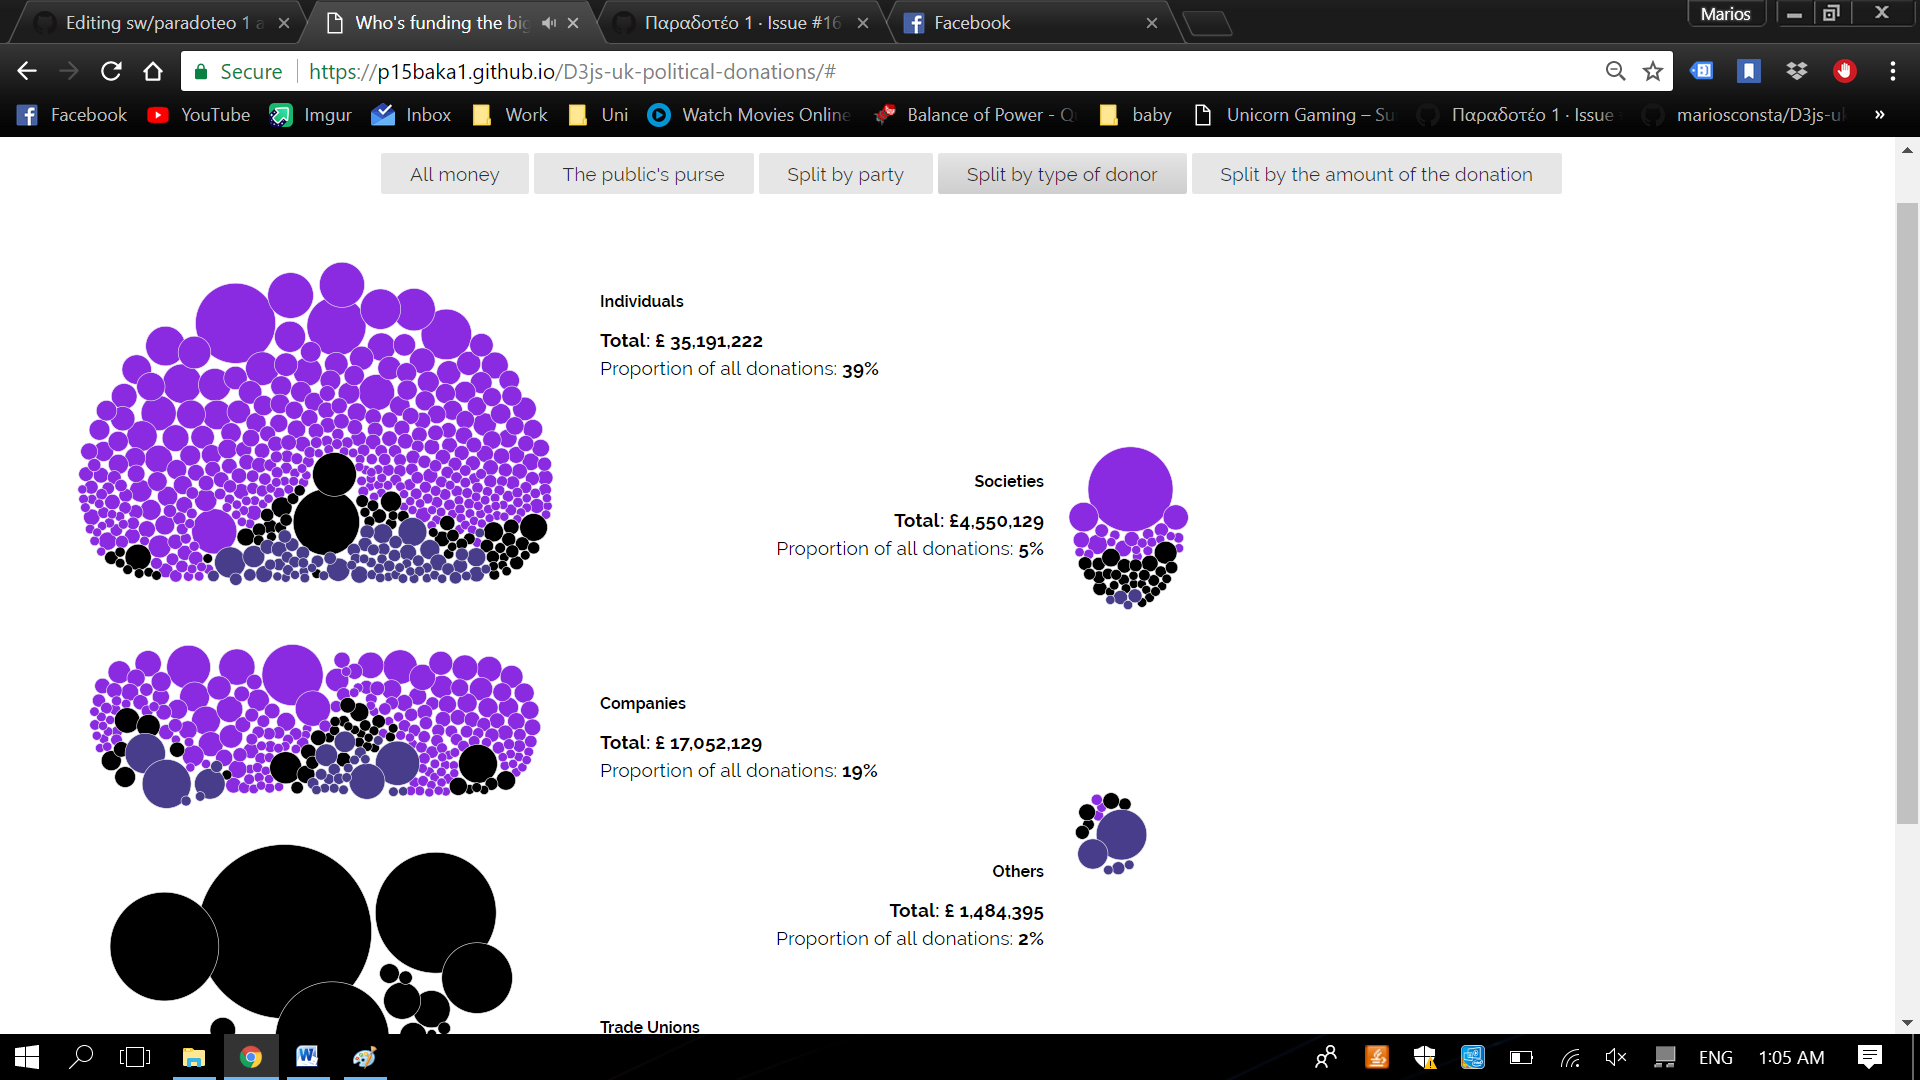 Editing sw/paradoteo 1 a
Who's funding the big
Παραδοτέο 1 · Issue #16
Facebook
Marios
Secure
https://p15baka1.github.io/D3js-uk-political-donations/#
Facebook
YouTube
Imgur
Inbox
Work
Uni
Watch Movies Online
Balance of Power - Q
baby
Unicorn Gaming – Su
Παραδοτέο 1 · Issue
mariosconsta/D3js-uk
»
All money
The public's purse
Split by party
Split by type of donor
Split by the amount of the donation
Individuals
Total: £ 35,191,222
Proportion of all donations: 39%
Societies
Total: £4,550,129
Proportion of all donations: 5%
Companies
Total: £ 17,052,129
Proportion of all donations: 19%
Others
Total: £ 1,484,395
Proportion of all donations: 2%
Trade Unions
ENG
1:05 AM